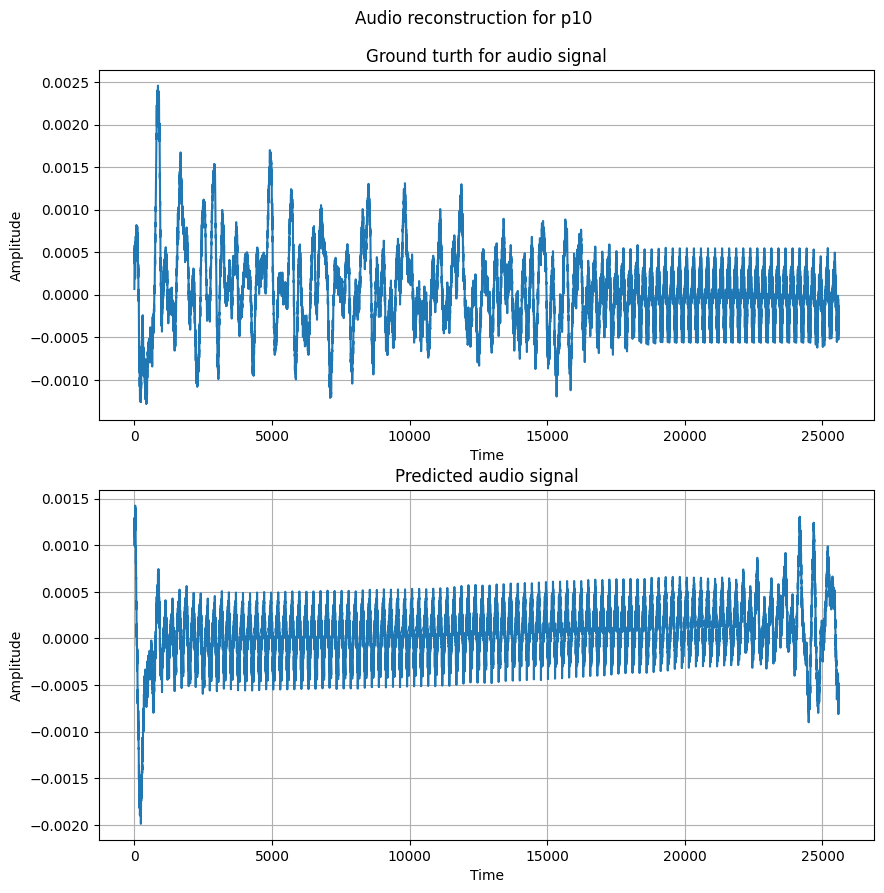 Audio reconstruction for p10
Ground turth for audio signal
0.0025
0.0020
0.0015
0.0010
0.0005
0.0000
−0.0005
−0.0010
Amplitude
0 5000 10000 15000 20000 25000
Time
Predicted audio signal
0.0015
0.0010
0.0005
0.0000
−0.0005
−0.0010
−0.0015
−0.0020
Amplitude
0 5000 10000 15000 20000 25000
Time